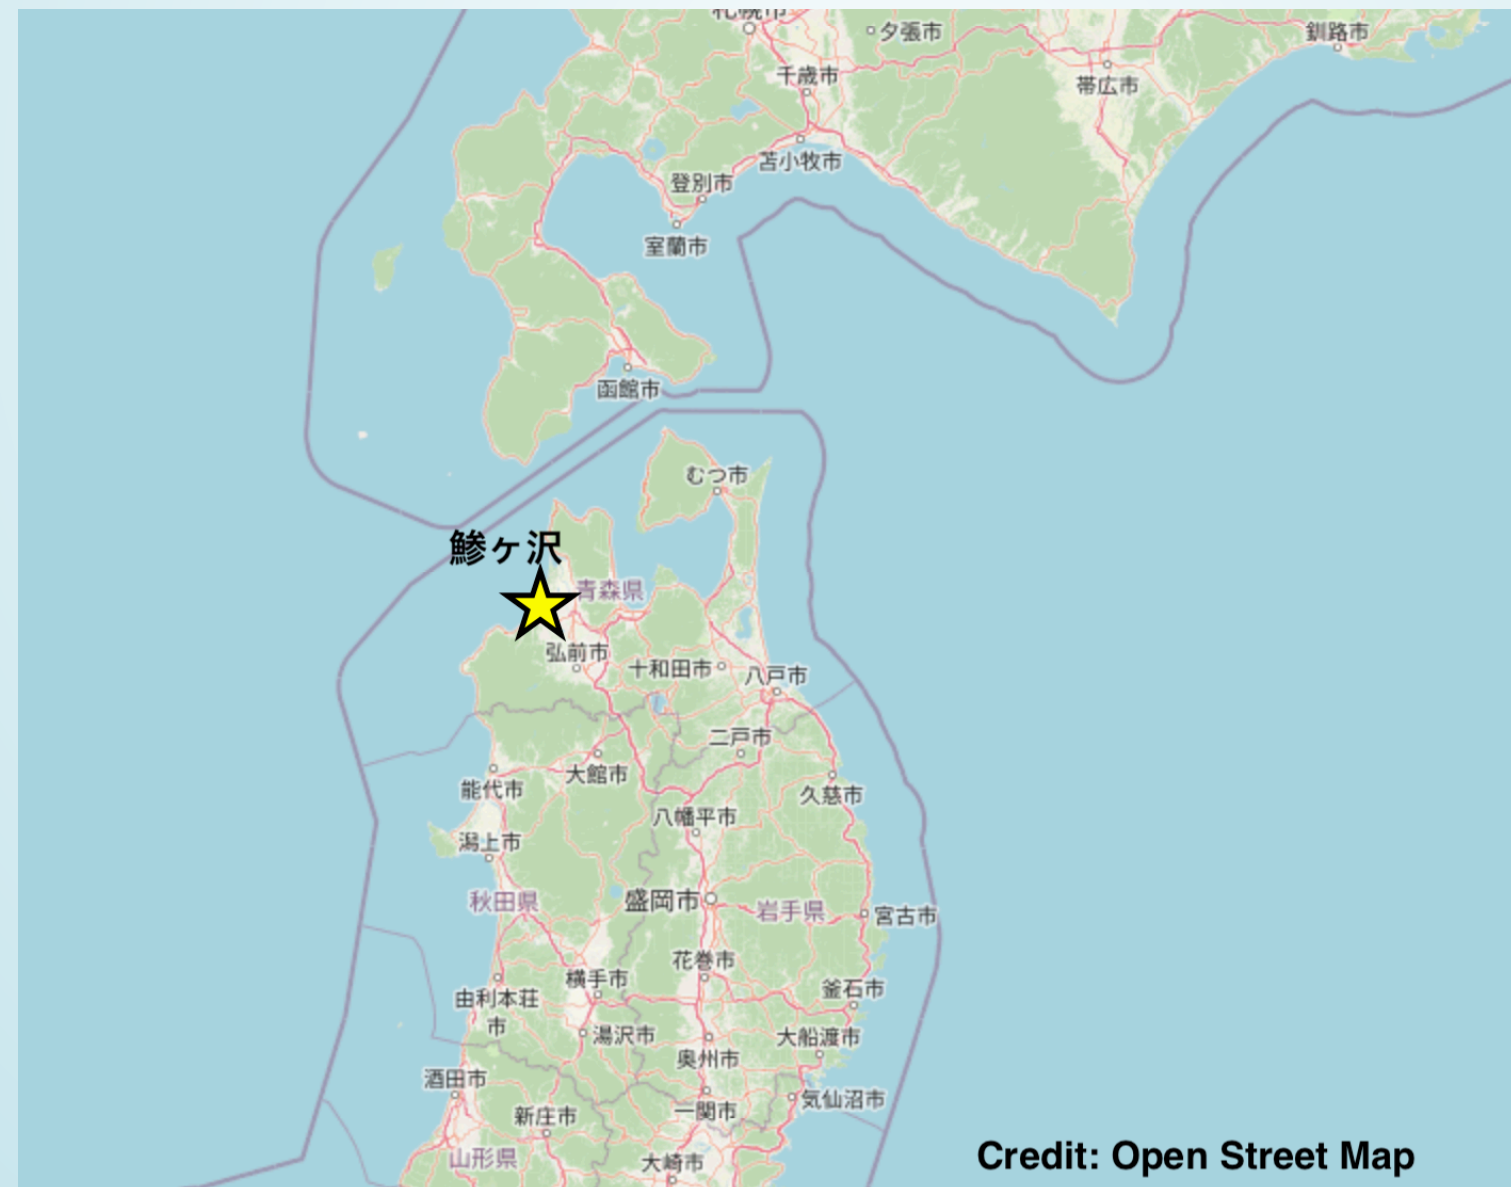 札幌市
夕張市
釧路市
千歳市
帯広市
苫小牧市
登別市
室蘭市
函館市
むつ市
鯵ヶ沢
青森県
弘前市
十和田市
八戸市
二戸市
大館市
能代市
久慈市
八幡平市
潟上市
秋田県
盛岡市
岩手県
宮古市
花巻市
横手市
釜石市
由利本荘
市
湯沢市
大船渡市
奥州市
酒田市
気仙沼市
一関市
新庄市
山形県
大崎市
Credit: Open Street Map